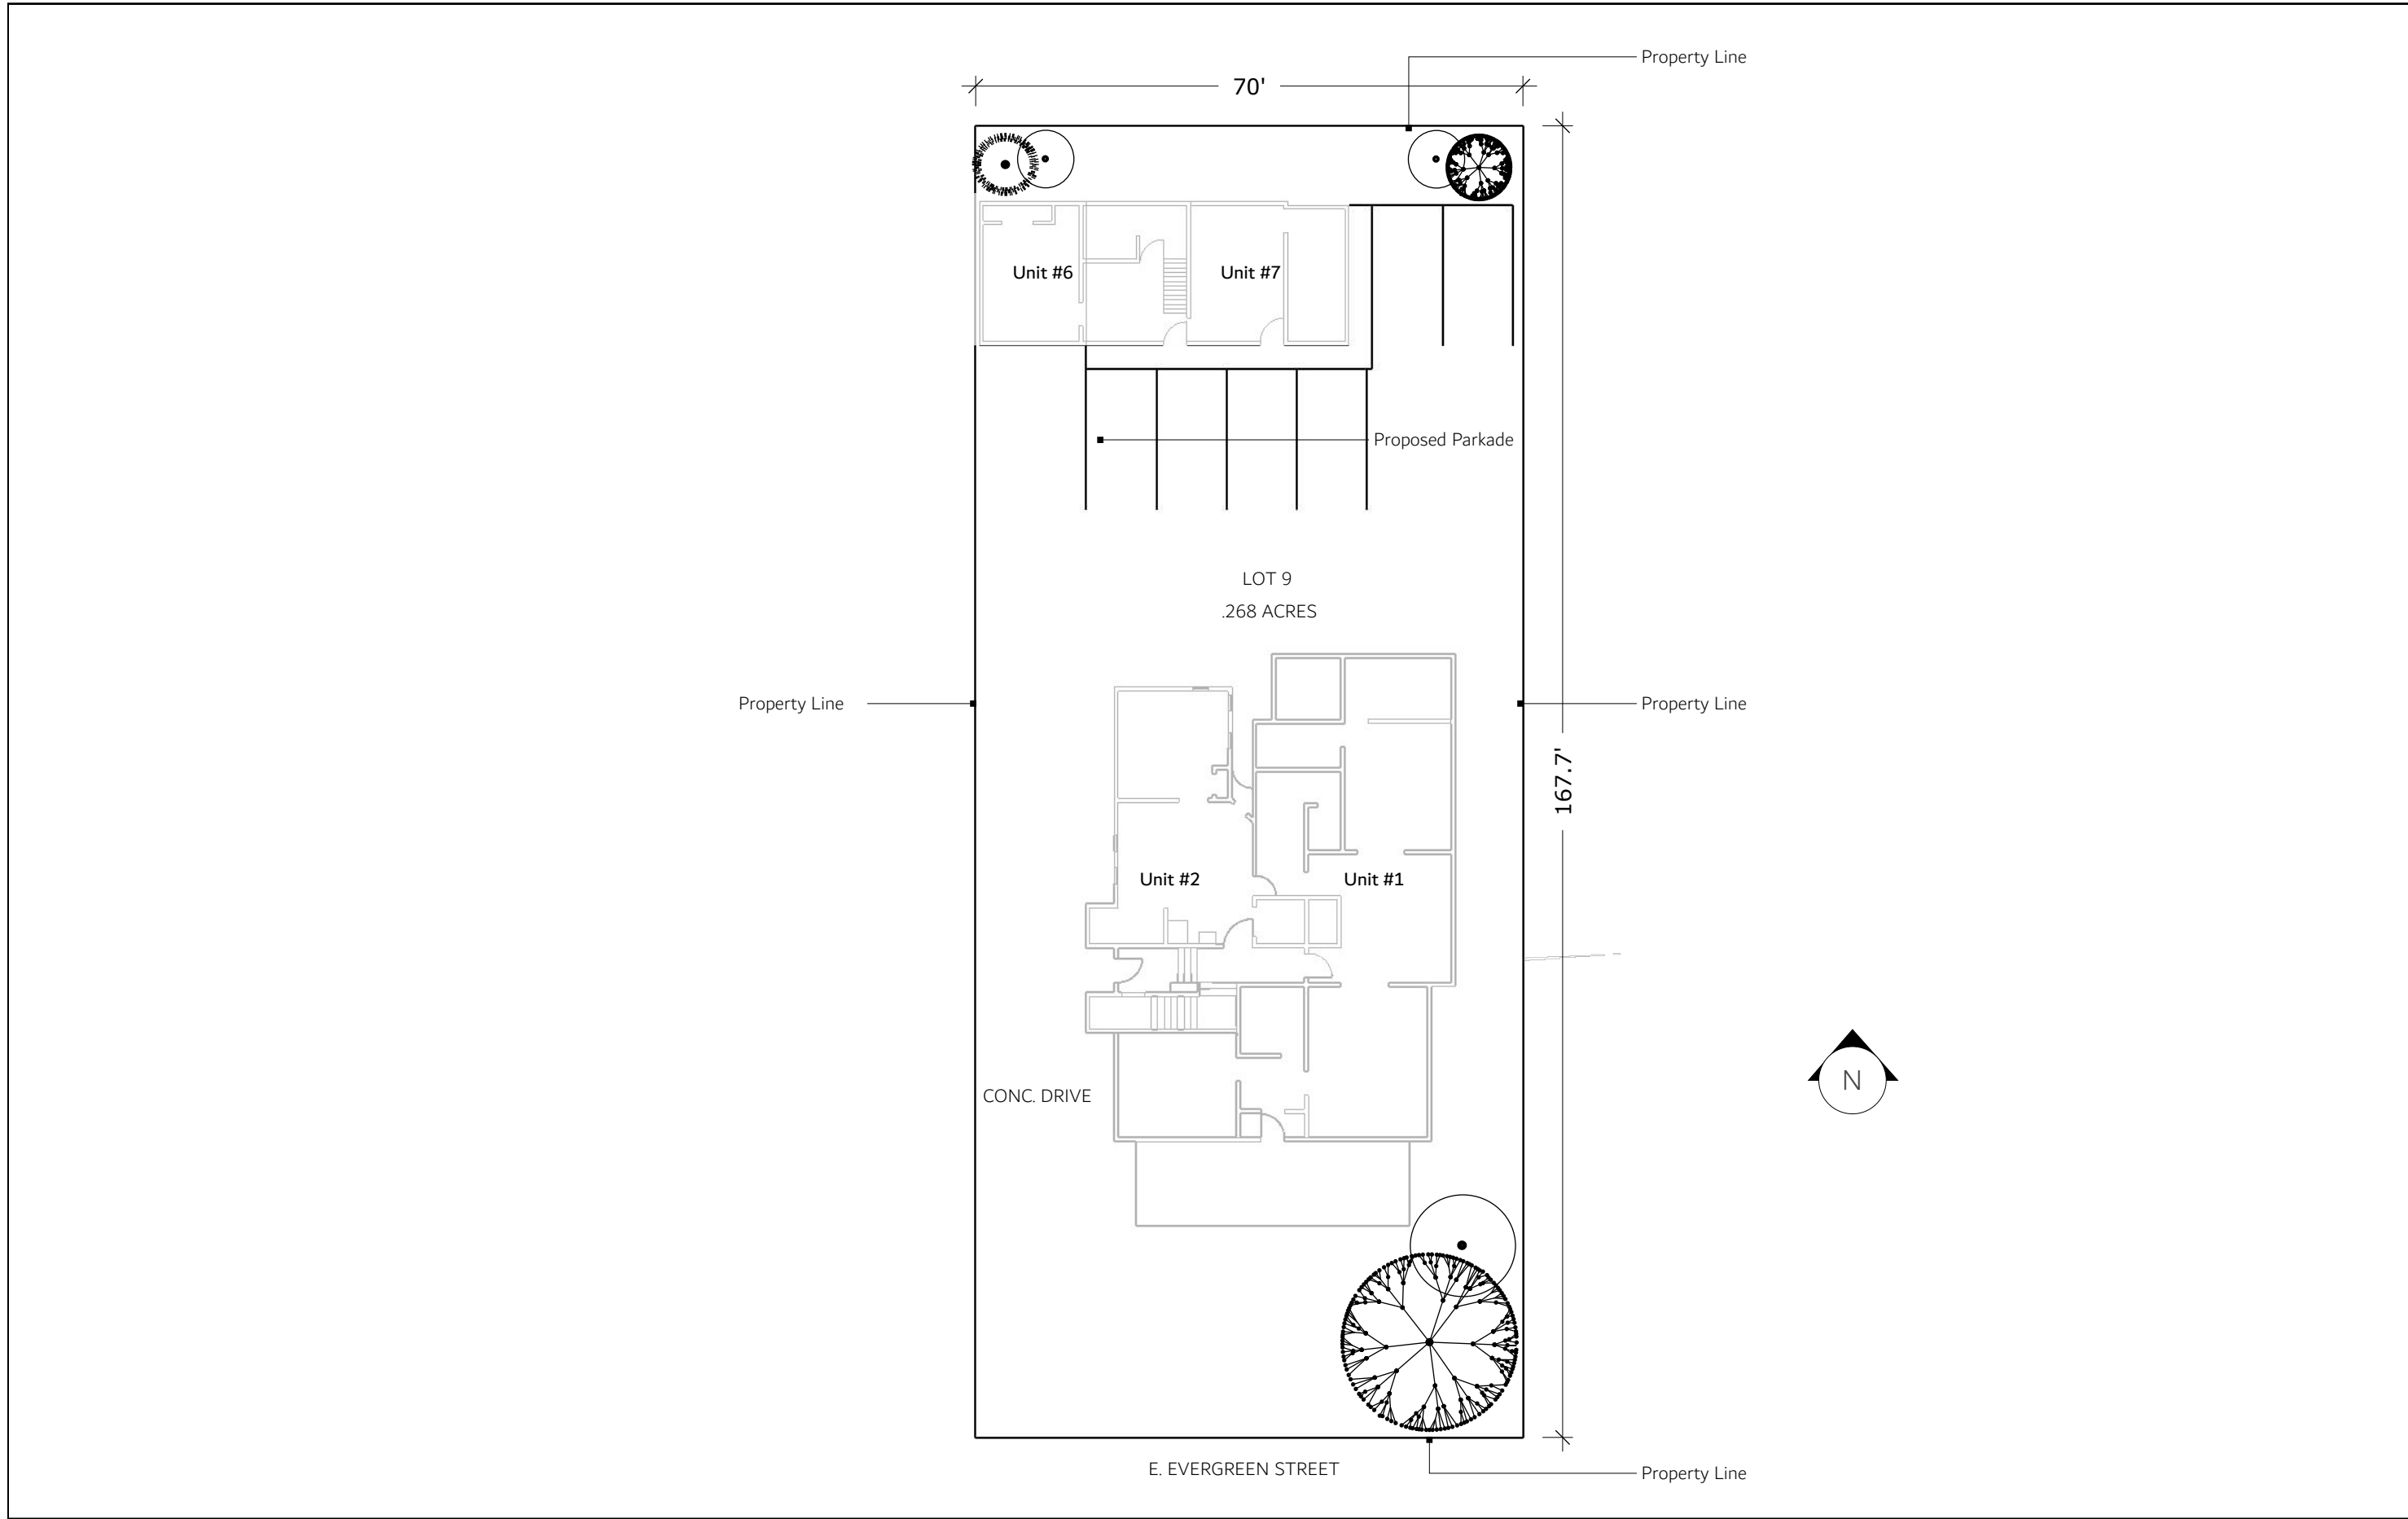 Property Line
70'
Unit #6
Unit #7
Proposed Parkade
LOT 9
.268 ACRES
Property Line
Property Line
167.7'
Unit #2
Unit #1
N
CONC. DRIVE
E. EVERGREEN STREET
Property Line